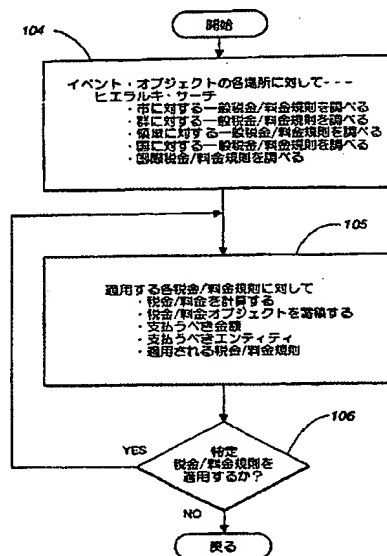 開始
104
イベント・オブジェクトの各場所に対して---
ヒエラルキ・サーチ
・市に対する一般税金/料金規則を調べる
・群に対する一般税金/料金規則を調べる
・領域に対する一般税金/料金規則を調べる
・国に対する一般税金/料金規則を調べる
・国際税金/料金規則を調べる
105
適用する各税金/料金規則に対して
・税金/料金を計算する
・税金/料金オブジェクトを蓄積する
・支払うべき金額
・支払うべきエンティティ
・適用される税金/料金規則
106
YES
特定
税金/料金規則を
適用するか？
NO
戻る